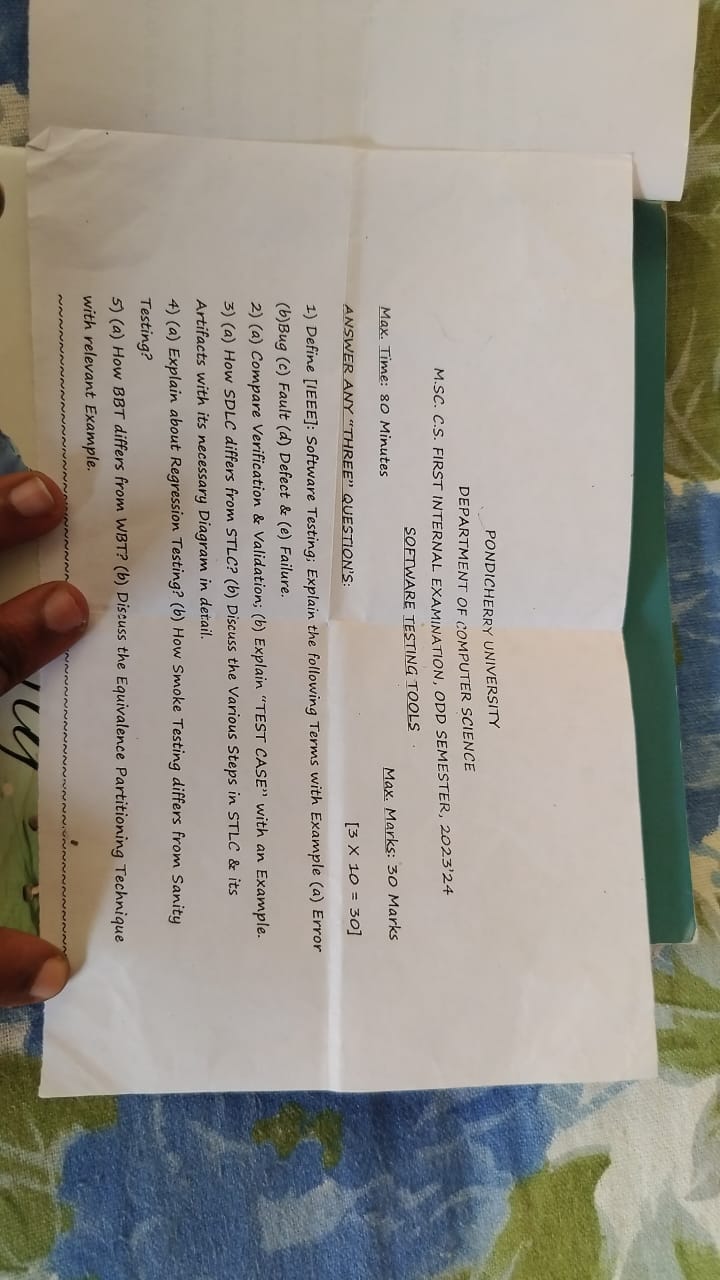 PONDICHERRY UNIVERSITY
DEPARTMENT OF COMPUTER SCIENCE
M.SC. C.S. FIRST INTERNAL EXAMINATION, ODD SEMESTER, 2023'24
SOFTWARE TESTING TOOLS
Max. Time: 80 Minutes Max. Marks: 30 Marks
ANSWER ANY "THREE" QUESTION'S: [3 X 10 = 30]
1) Define [IEEE]: Software Testing; Explain the following Terms with Example (a) Error
(b)Bug (c) Fault (d) Defect & (e) Failure.
2) (a) Compare Verification & Validation; (b) Explain "TEST CASE" with an Example.
3) (a) How SDLC differs from STLC? (b) Discuss the Various Steps in STLC & its
Artifacts with its necessary Diagram in detail.
4) (a) Explain about Regression Testing? (b) How Smoke Testing differs from Sanity
Testing?
5) (a) How BBT differs from WBT? (b) Discuss the Equivalence Partitioning Technique
with relevant Example.